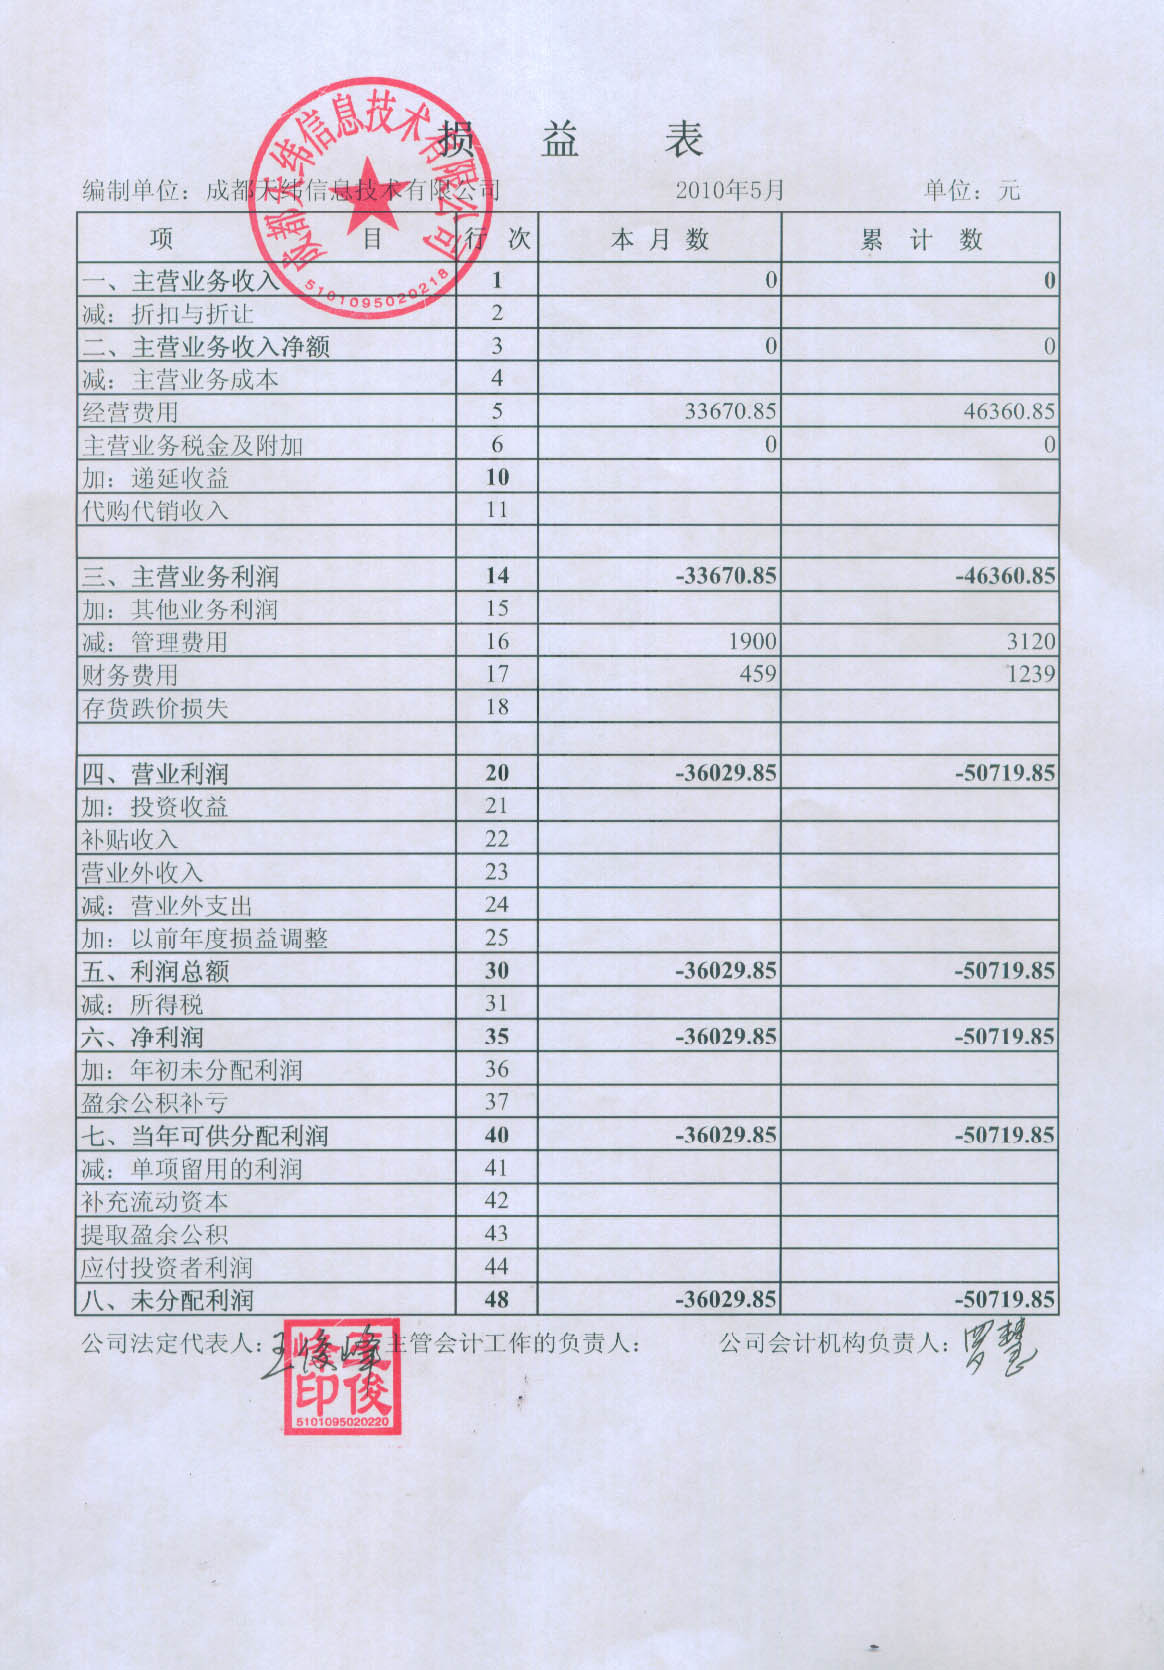 损 益 表
编制单位：成都天纬信息技术有限公司 2010年5月 单位：元
成都天纬信息技术有限公司
5101095020218
项 目 行 次 本 月 数 累 计 数
一、主营业务收入 1 0 0
减：折扣与折让 2
二、主营业务收入净额 3 0 0
减：主营业务成本 4
经营费用 5 33670.85 46360.85
主营业务税金及附加 6 0 0
加：递延收益 10
代购代销收入 11
三、主营业务利润 14 -33670.85 -46360.85
加：其他业务利润 15
减：管理费用 16 1900 3120
财务费用 17 459 1239
存货跌价损失 18
四、营业利润 20 -36029.85 -50719.85
加：投资收益 21
补贴收入 22
营业外收入 23
减：营业外支出 24
加：以前年度损益调整 25
五、利润总额 30 -36029.85 -50719.85
减：所得税 31
六、净利润 35 -36029.85 -50719.85
加：年初未分配利润 36
盈余公积补亏 37
七、当年可供分配利润 40 -36029.85 -50719.85
减：单项留用的利润 41
补充流动资本 42
提取盈余公积 43
应付投资者利润 44
八、未分配利润 48 -36029.85 -50719.85
公司法定代表人：王俊峰 主管会计工作的负责人： 公司会计机构负责人：罗慧
王俊峰印
5101095020220